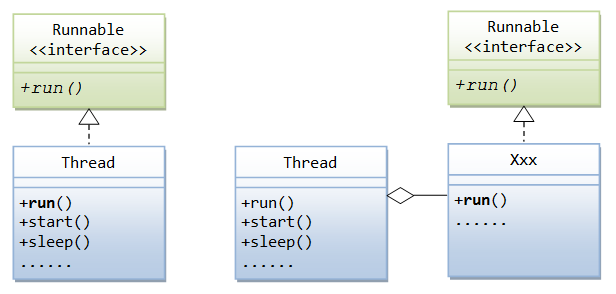 Runnable
<<interface>>
+run()
Thread
+run()
+start()
+sleep()
......
Thread
+run()
+start()
+sleep()
......
Runnable
<<interface>>
+run()
Xxx
+run()
......